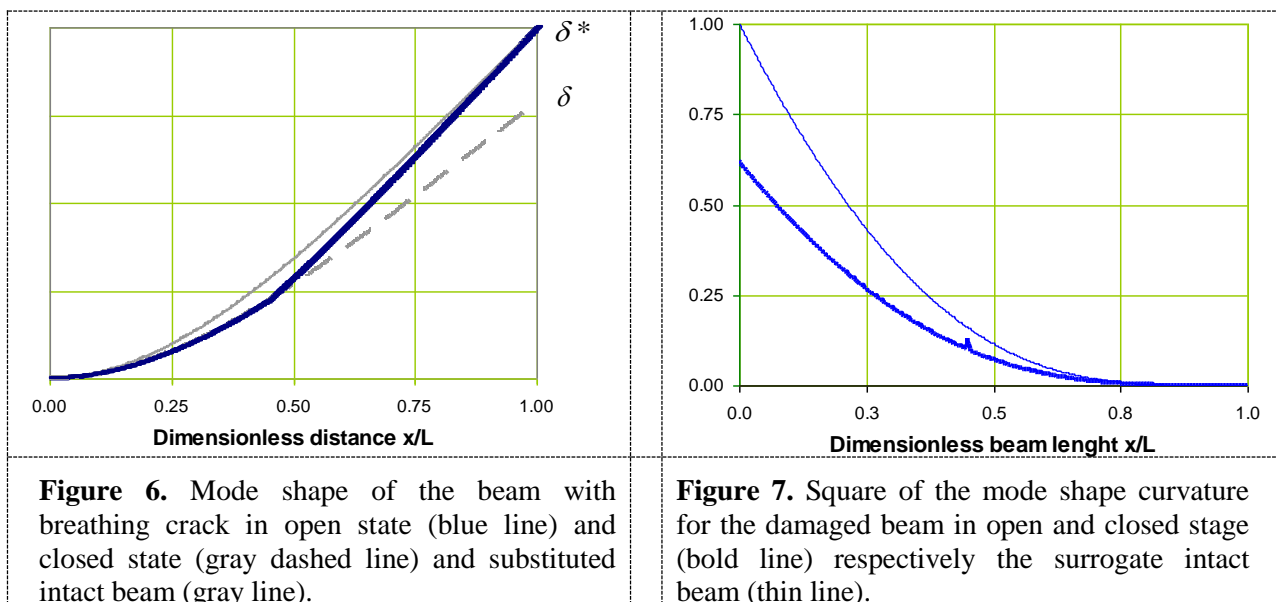 δ*
δ
0.00 0.25 0.50 0.75 1.00
Dimensionless distance x/L
1.00
0.75
0.50
0.25
0.00
0.0 0.3 0.5 0.8 1.0
Dimensionless beam lenght x/L
Figure 6. Mode shape of the beam with
breathing crack in open state (blue line) and
closed state (gray dashed line) and substituted
intact beam (gray line).
Figure 7. Square of the mode shape curvature
for the damaged beam in open and closed stage
(bold line) respectively the surrogate intact
beam (thin line).